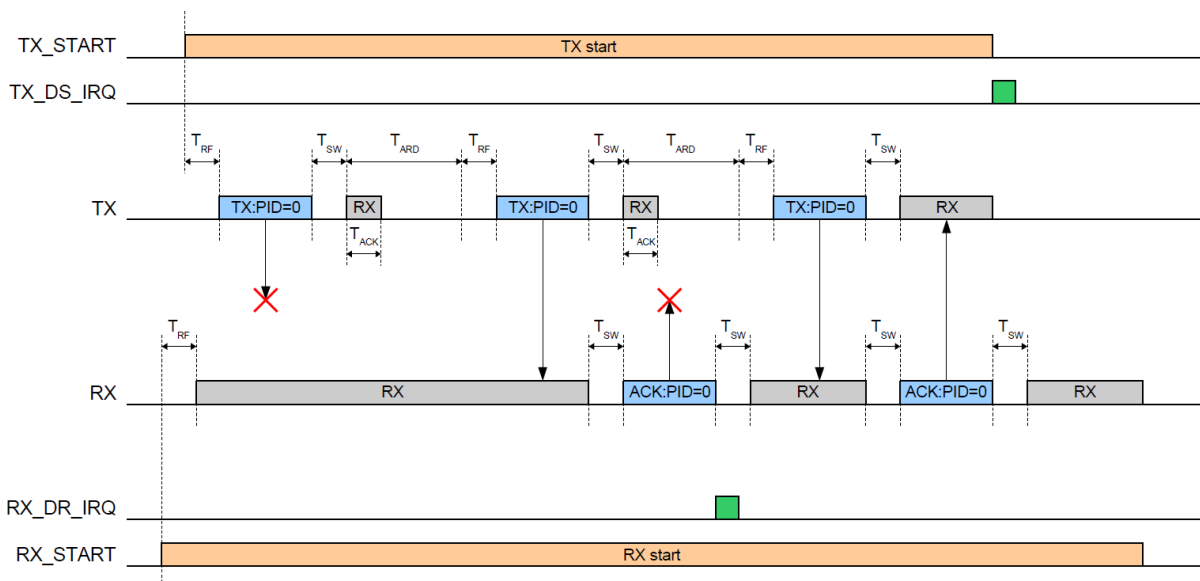 TX_START
TX start
TX_DS_IRQ
TRF TSW TARD TRF TSW TARD TRF TSW
TX
TX:PID=0 RX TX:PID=0 RX TX:PID=0 RX
TACK TACK
TRF TSW TSW TSW TSW
RX
RX ACK:PID=0 RX ACK:PID=0 RX
RX_DR_IRQ
RX_START
RX start